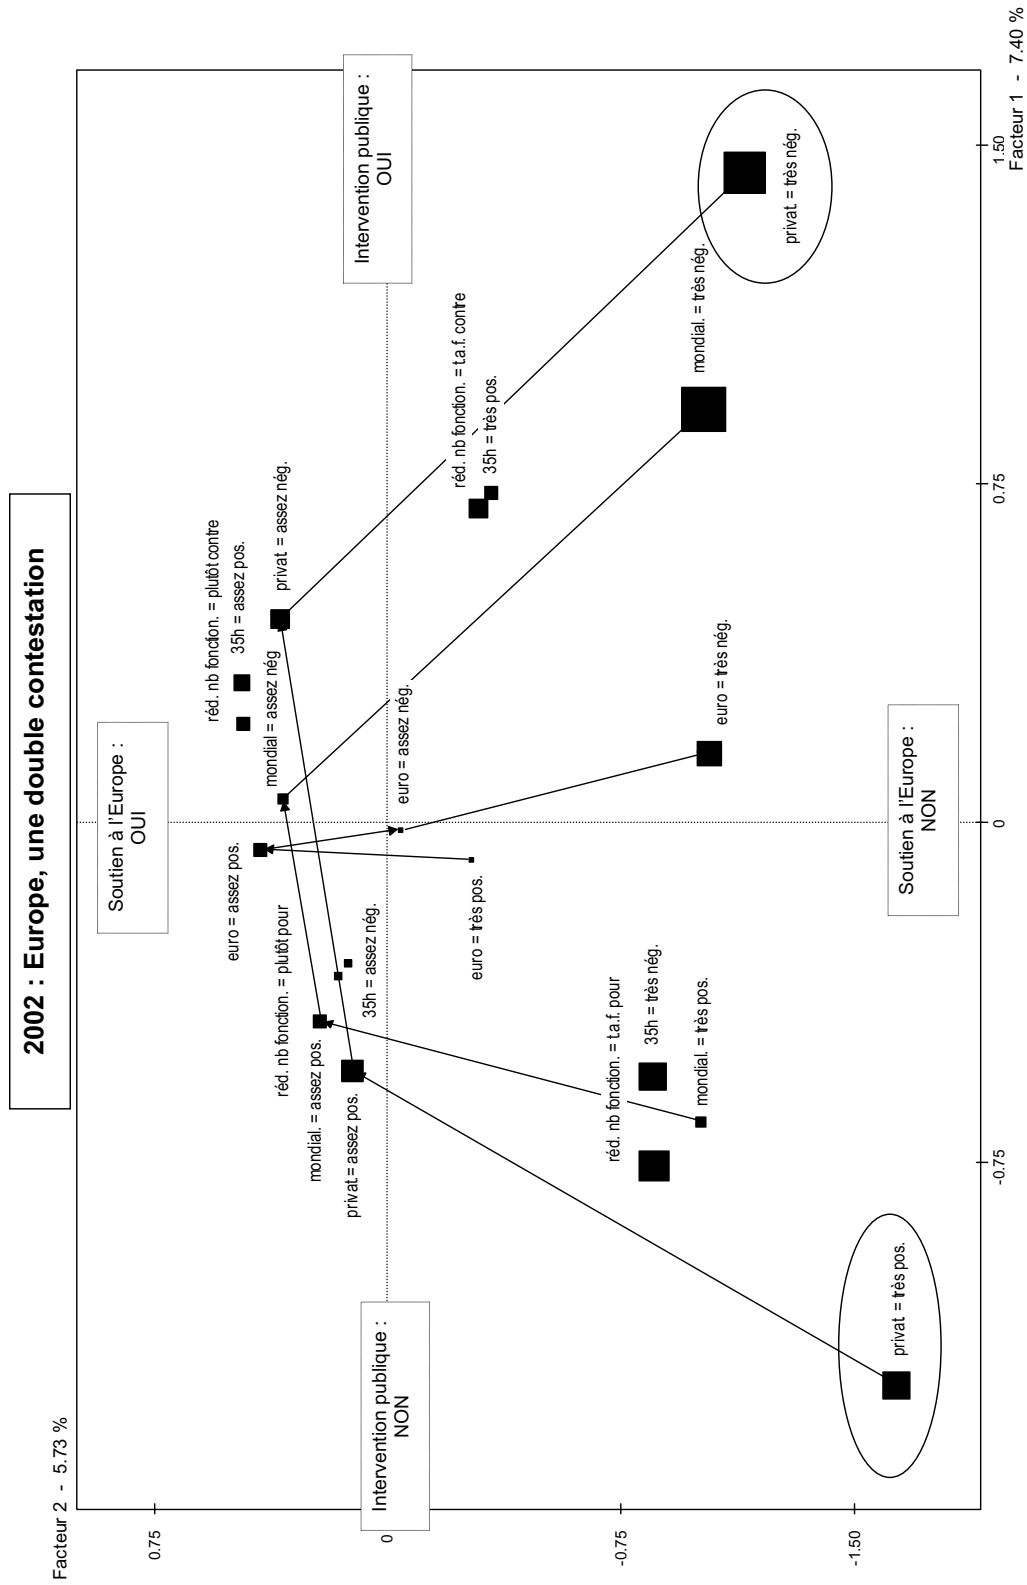 2002 : Europe, une double contestation
Facteur 2 - 5.73 %
0.75
0
-0.75
-1.50
Soutien à l'Europe :
OUI
Intervention publique :
OUI
Intervention publique :
NON
Soutien à l'Europe :
NON
réd. nb fonction. = plutôt contre
35h = assez pos.
privat = assez nég.
mondial = assez nég
euro = assez pos.
réd. nb fonction. = plutôt pour
mondial. = assez pos.
privat = assez pos.
35h = assez nég.
euro = assez nég.
euro = très pos.
réd. nb fonction. = t.a.f. contre
35h = très pos.
mondial. = très nég.
privat. = très nég.
euro = très nég.
réd. nb fonction. = t.a.f. pour
35h = très nég.
mondial. = très pos.
privat = très pos.
-0.75
0
0.75
1.50
Facteur 1 - 7.40 %